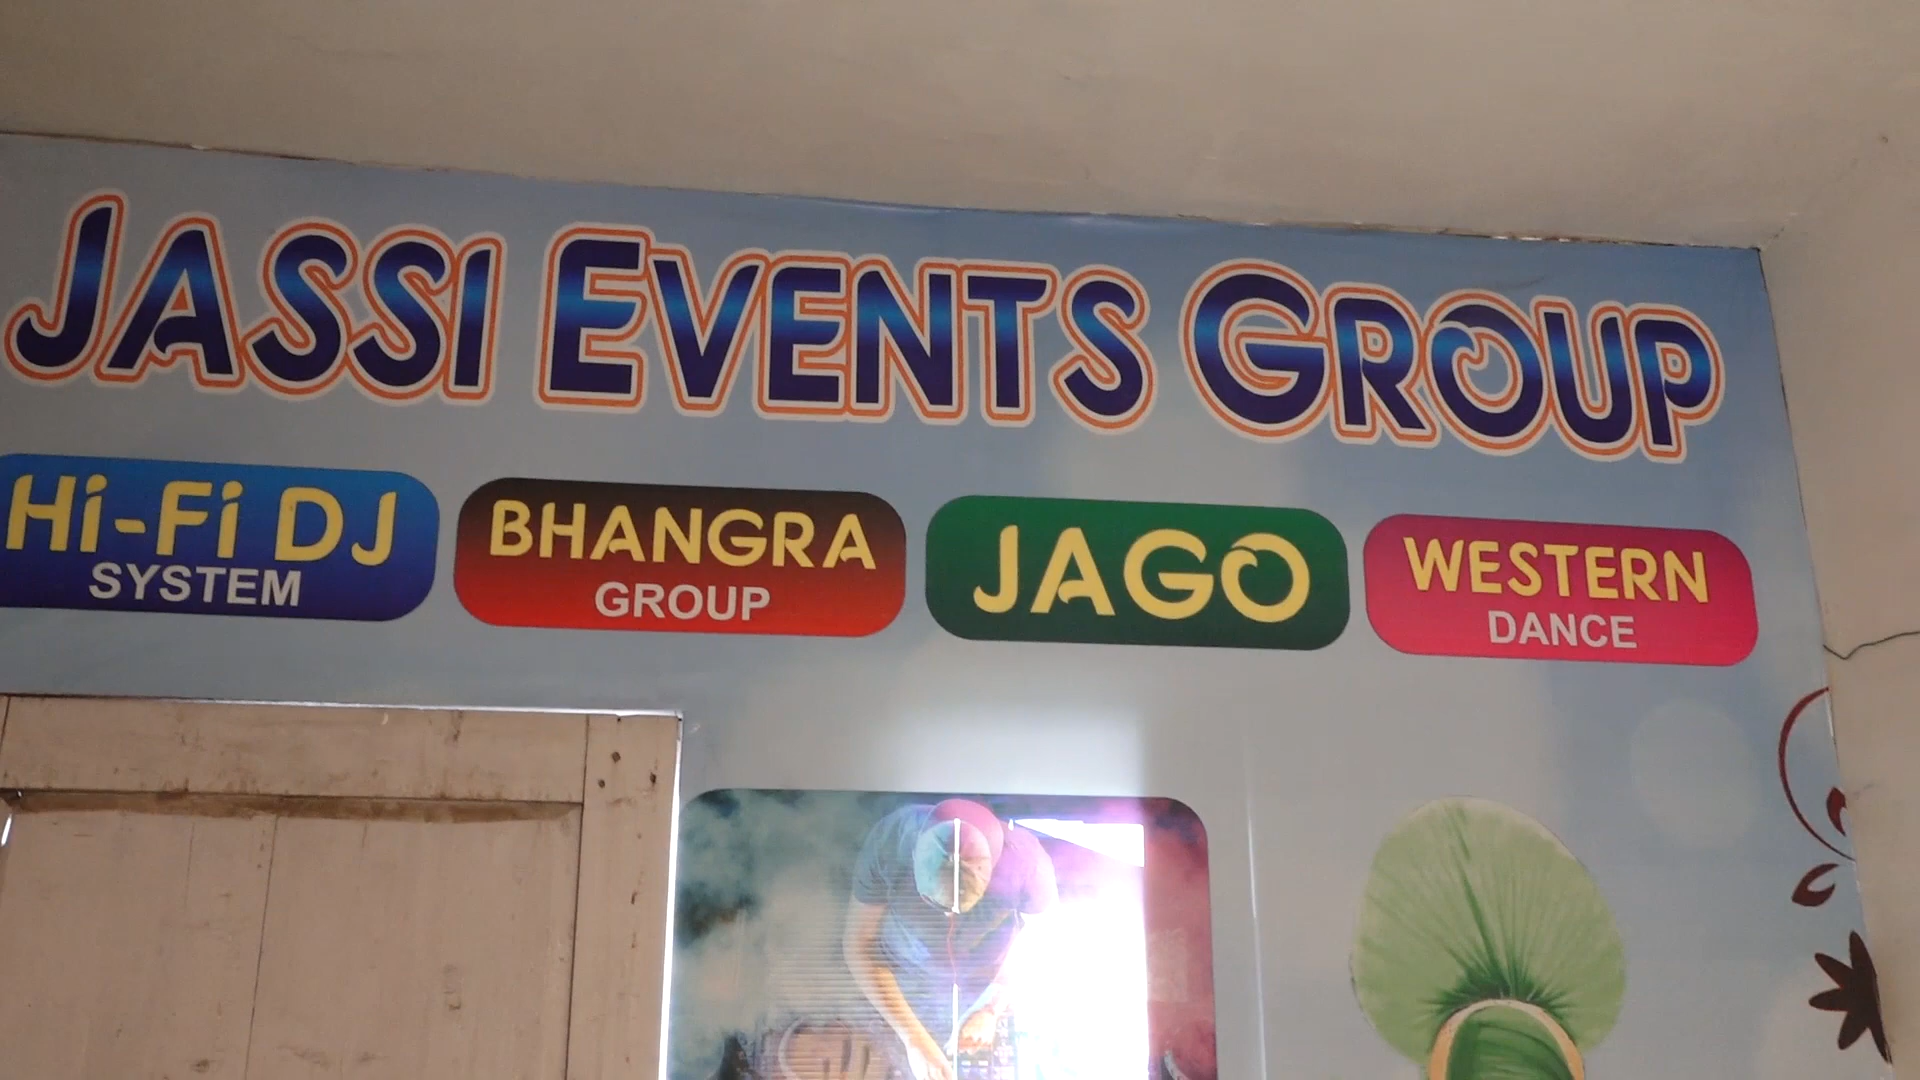 JASSI EVENTS GROUP
Hi-Fi DJ
SYSTEM
BHANGRA
GROUP
JAGO
WESTERN
DANCE